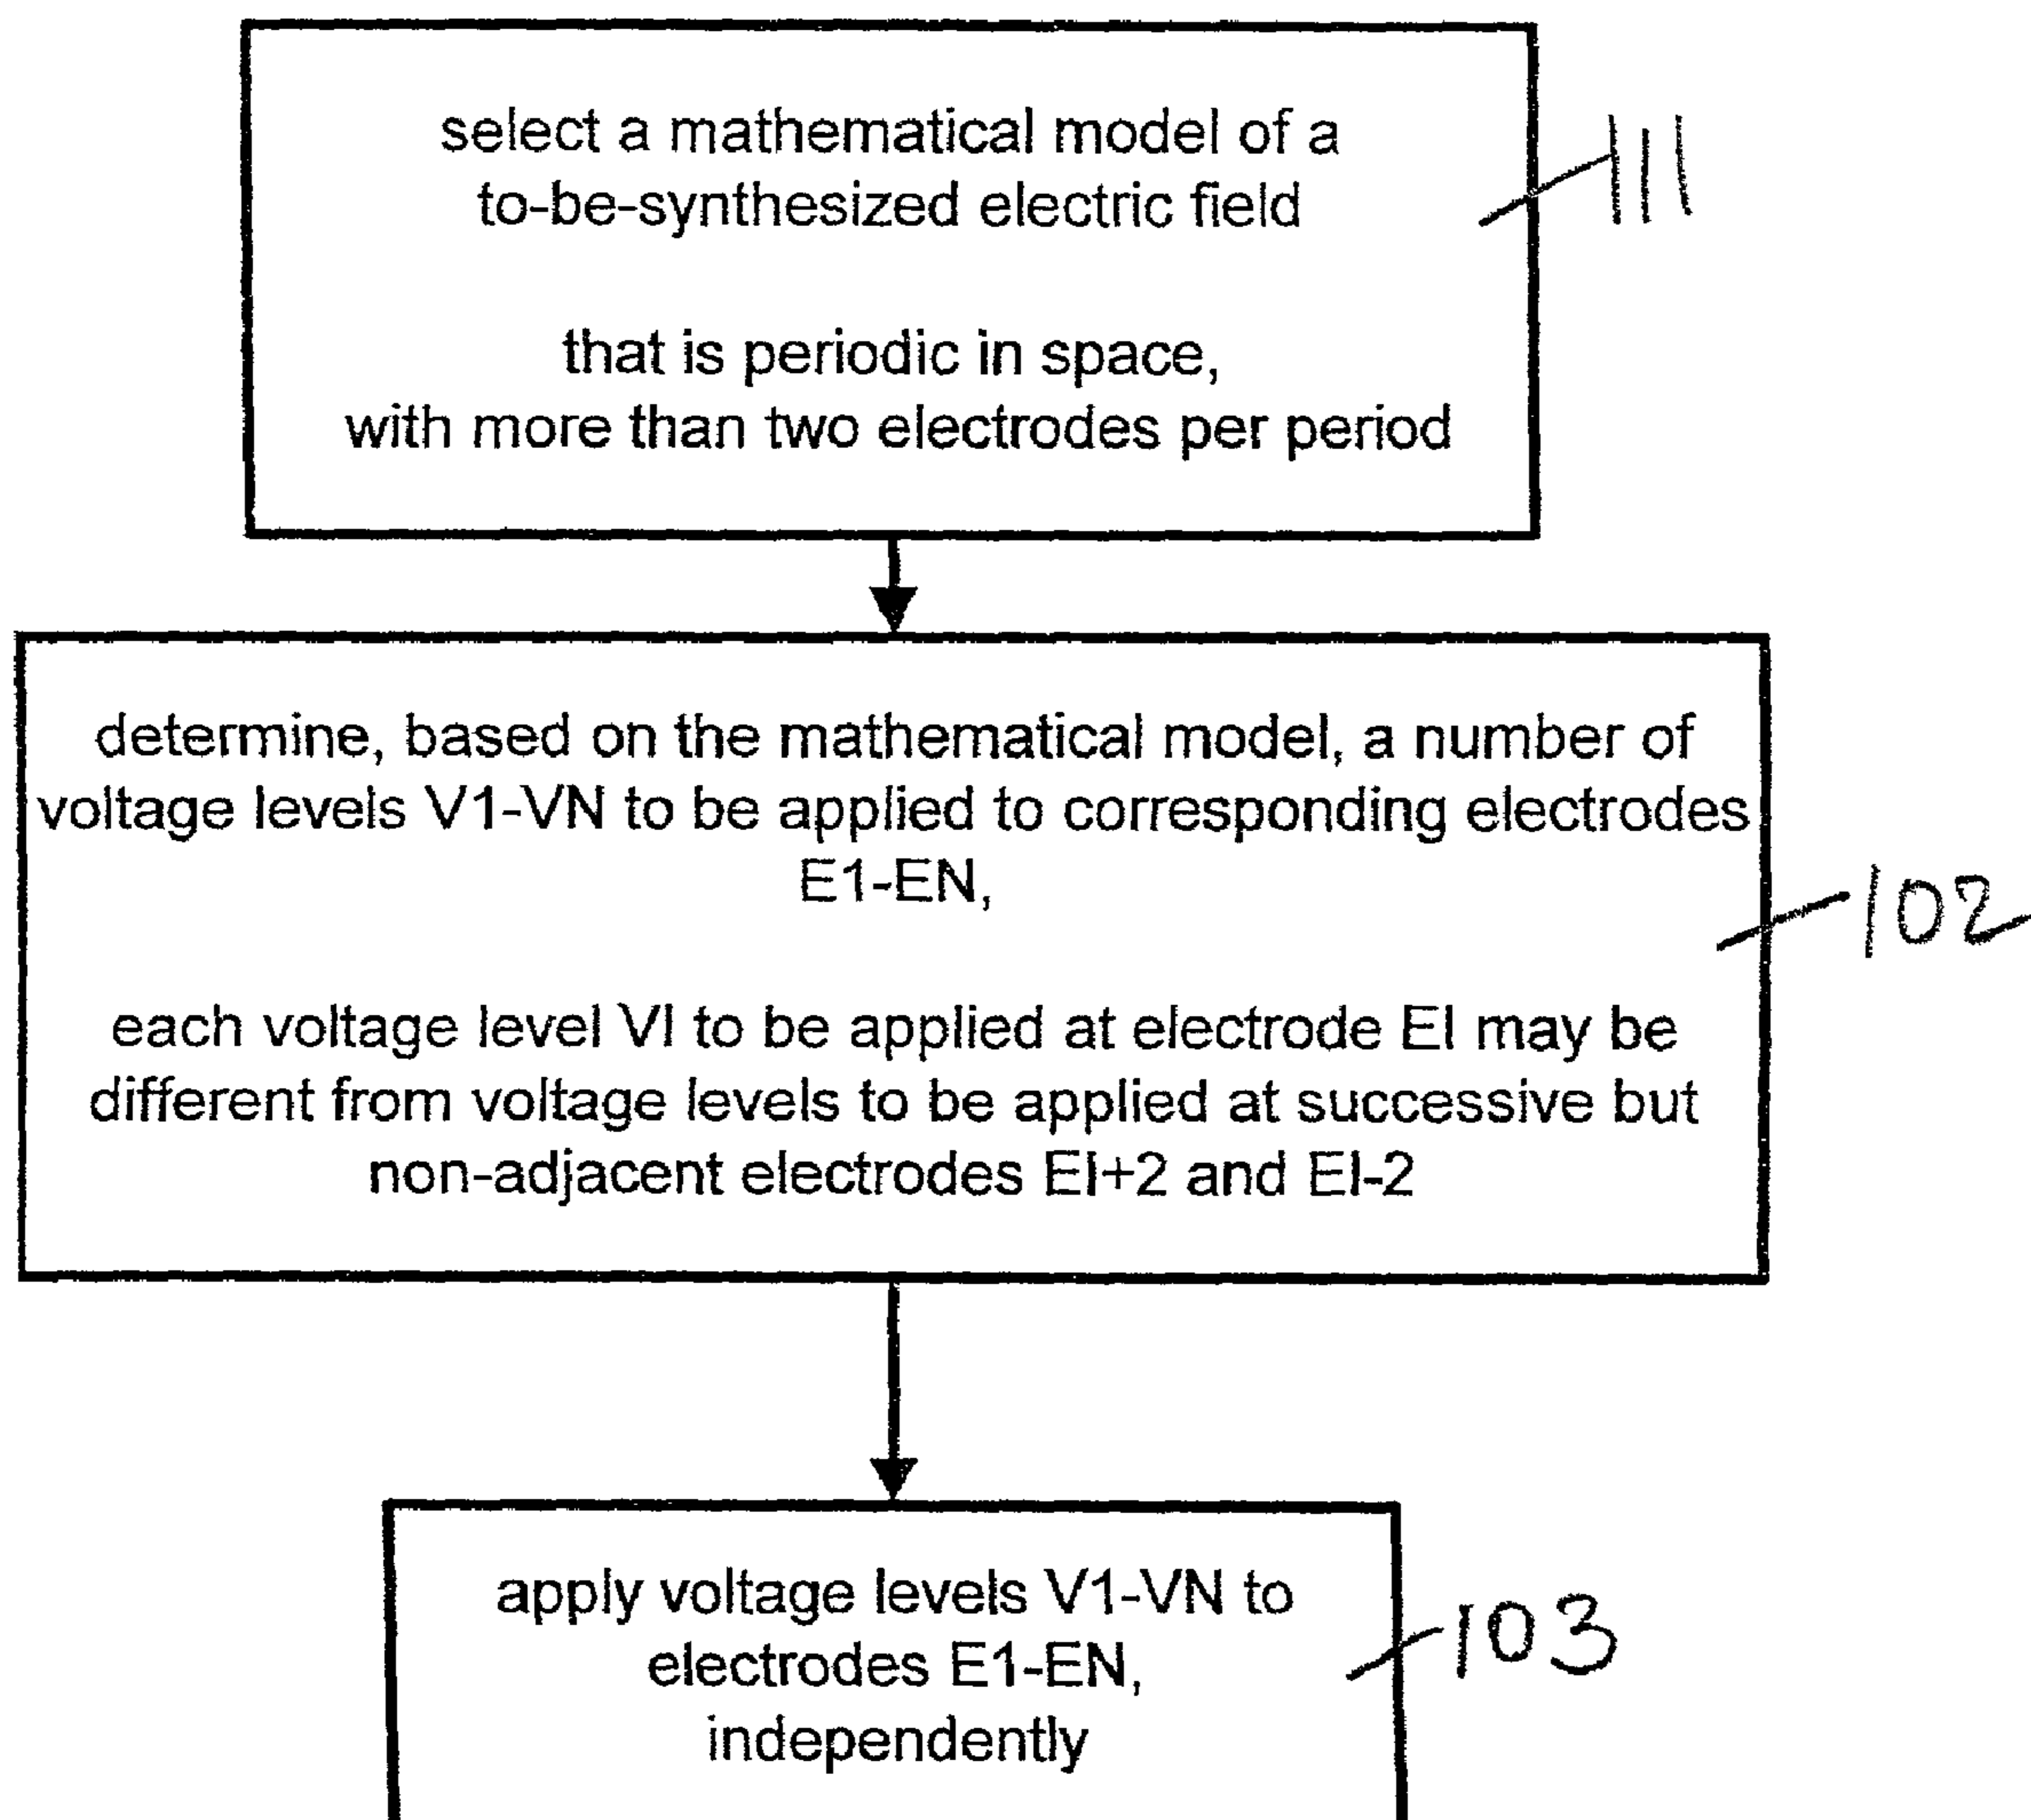 select a mathematical model of a
to-be-synthesized electric field
that is periodic in space,
with more than two electrodes per period
111
determine, based on the mathematical model, a number of
voltage levels V1-VN to be applied to corresponding electrodes
E1-EN,
each voltage level VI to be applied at electrode EI may be
different from voltage levels to be applied at successive but
non-adjacent electrodes EI+2 and EI-2
102
apply voltage levels V1-VN to
electrodes E1-EN,
independently
103